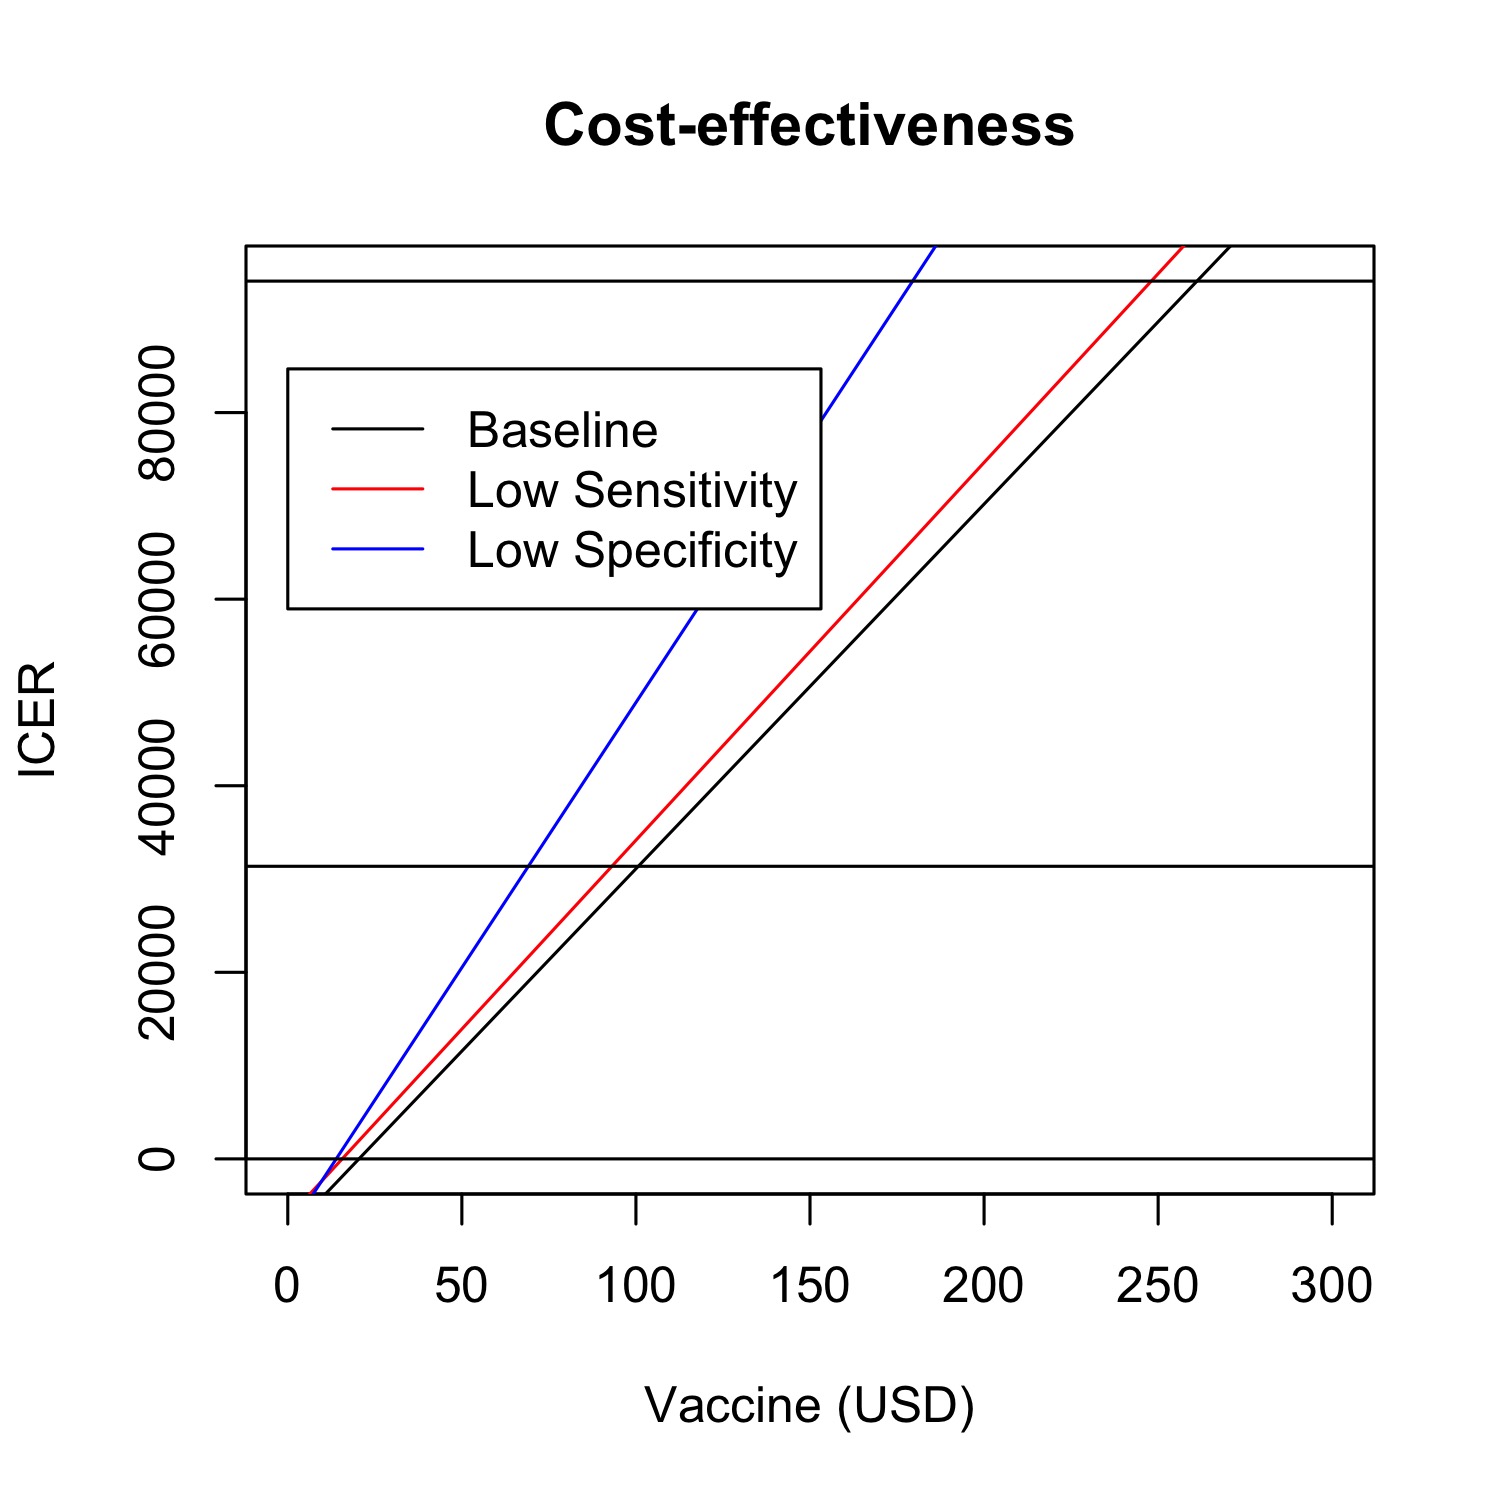 Cost-effectiveness
Baseline
Low Sensitivity
Low Specificity
ICER
80000
60000
40000
20000
0
0 50 100 150 200 250 300
Vaccine (USD)